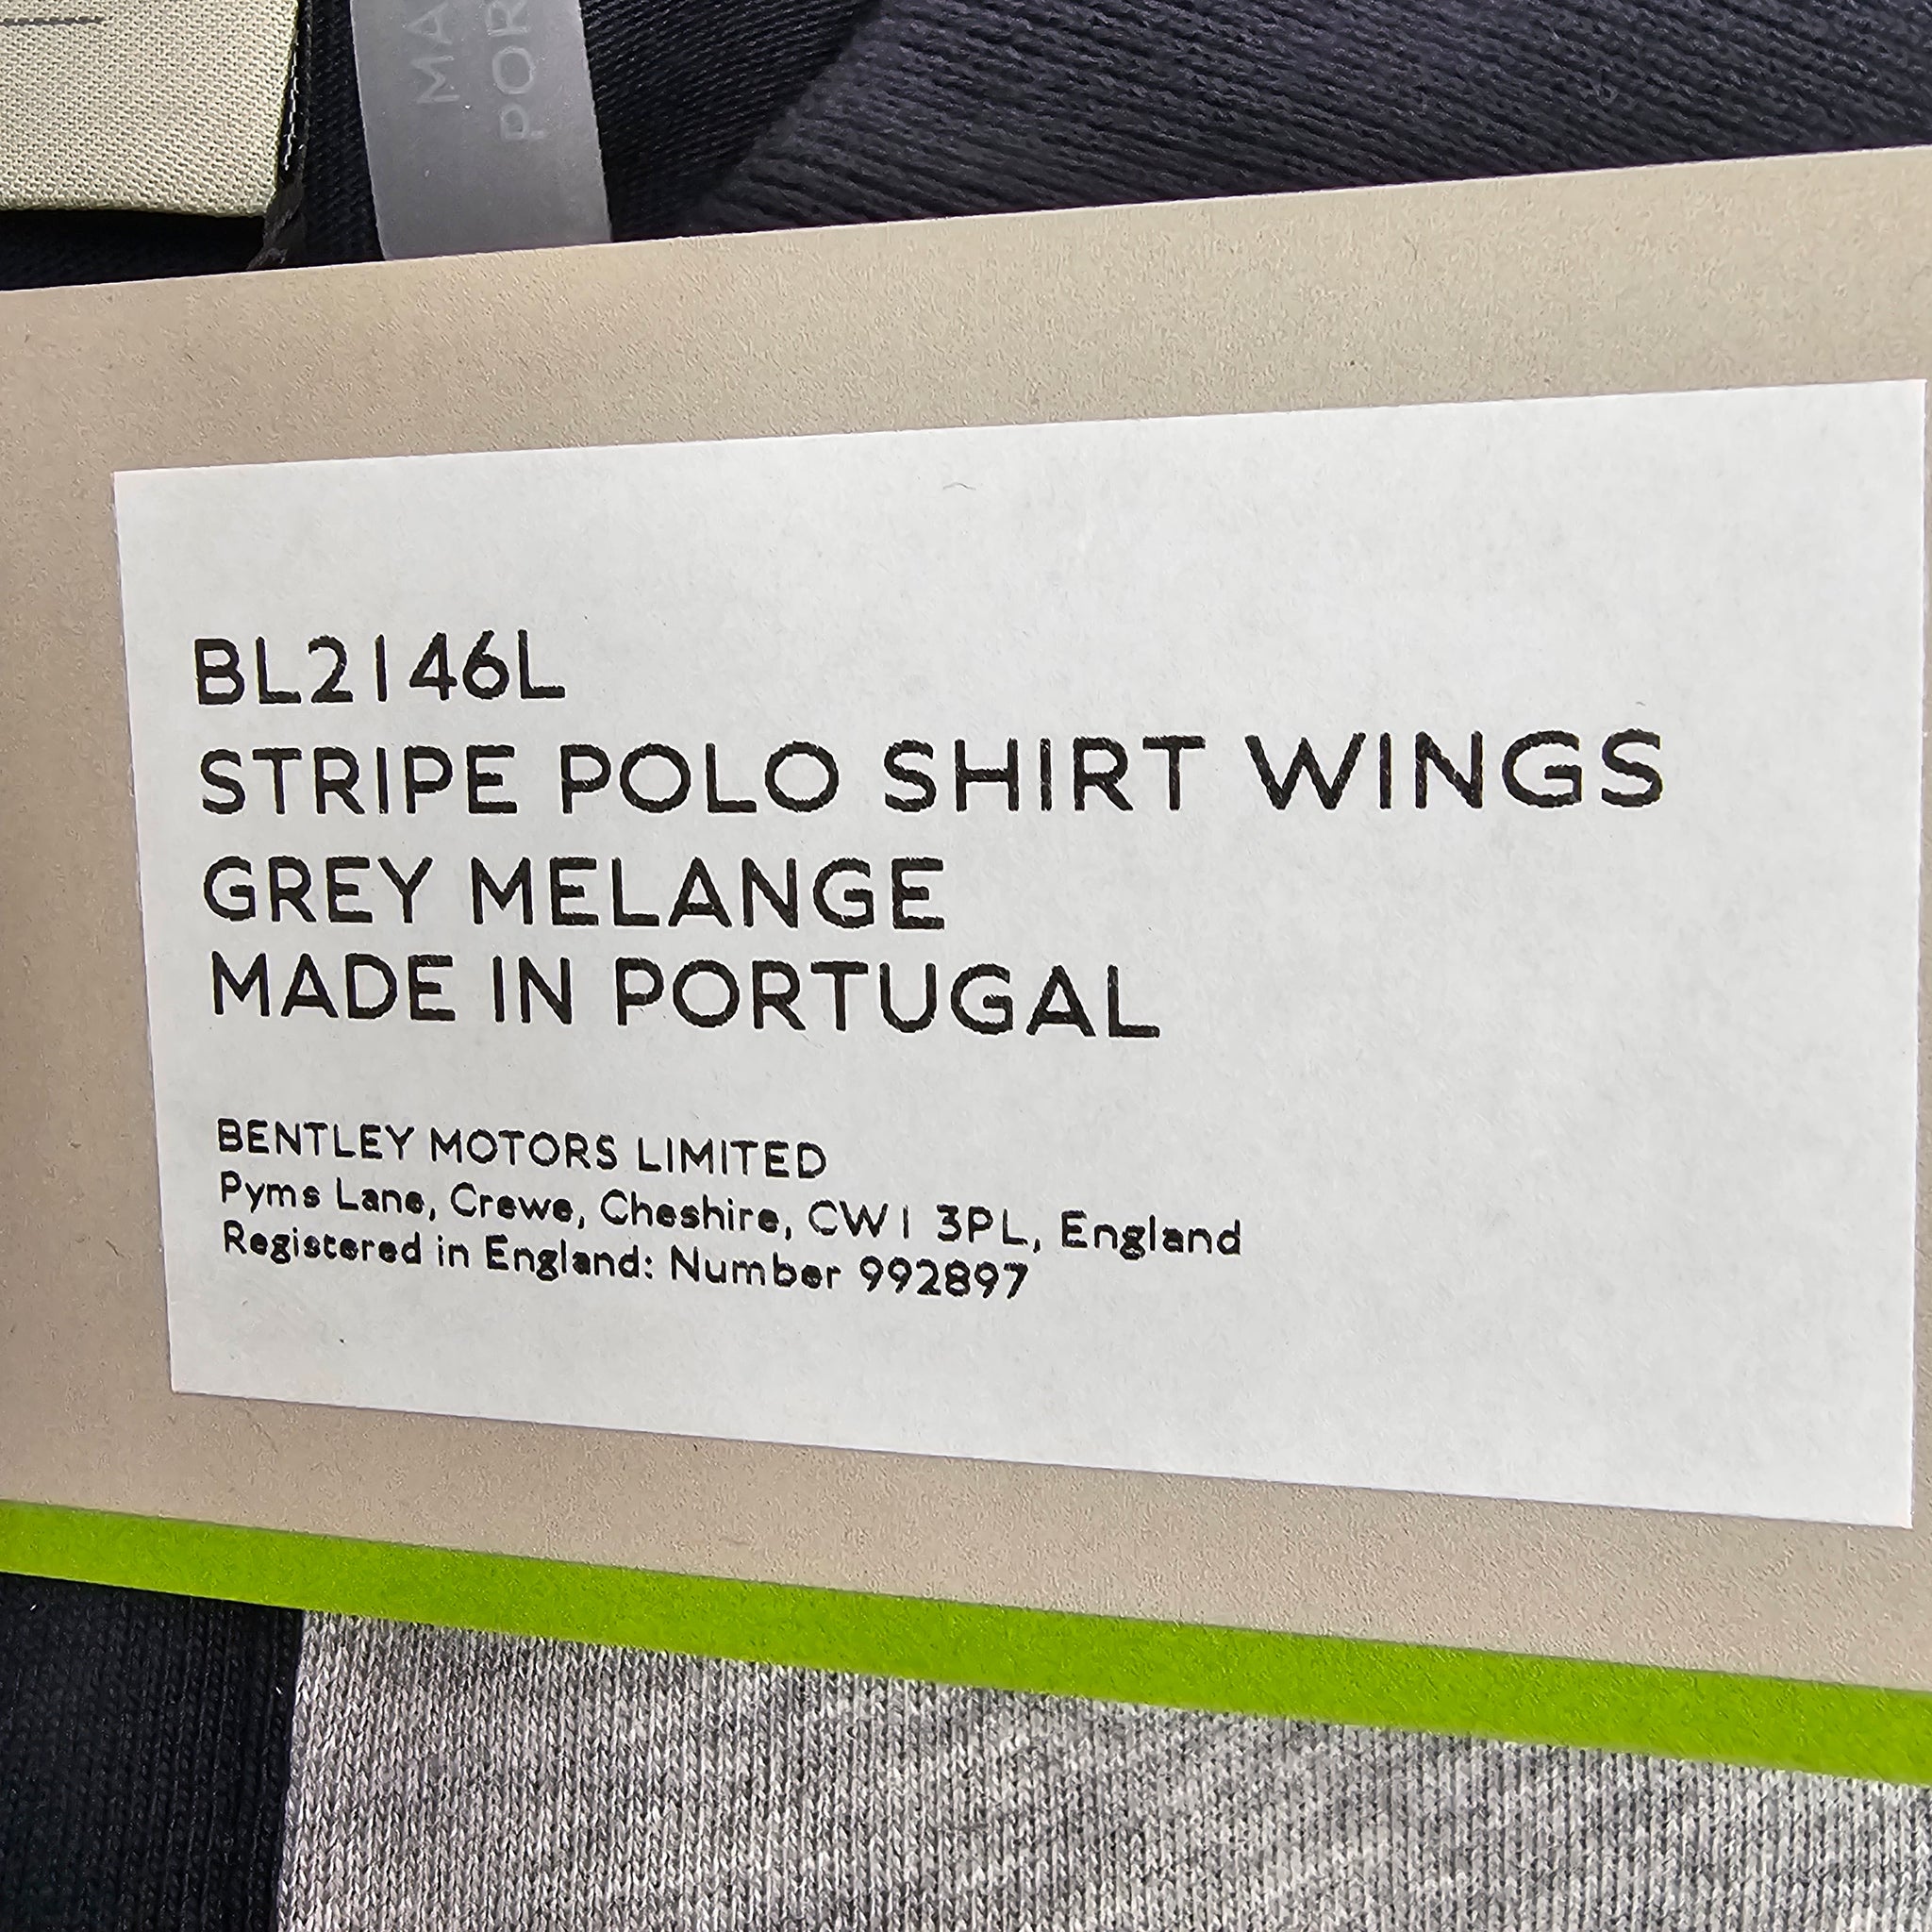 BL2146L
STRIPE POLO SHIRT WINGS
GREY MELANGE
MADE IN PORTUGAL
BENTLEY MOTORS LIMITED
Pyms Lane, Crewe, Cheshire, CW1 3PL, England
Registered in England: Number 992897